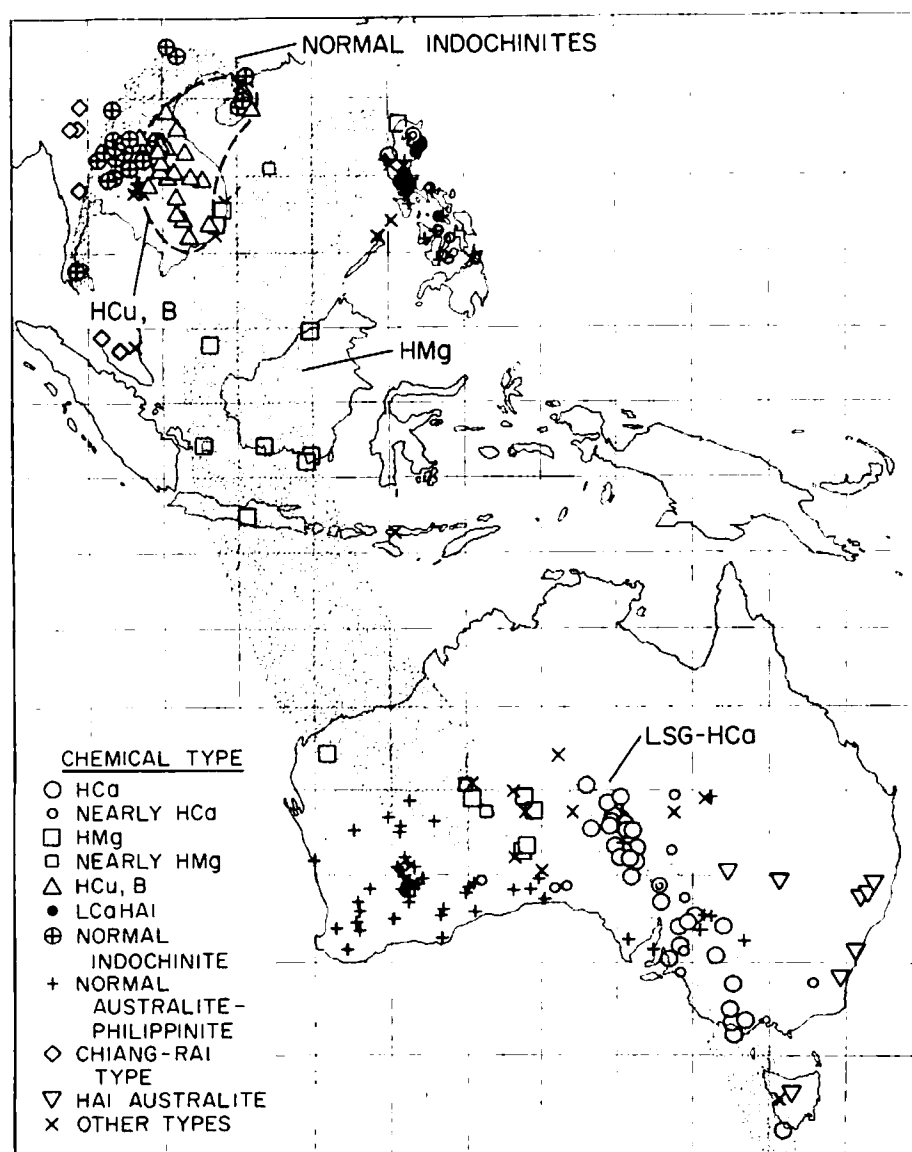 NORMAL INDOCHINITES
HCu, B
HMg
LSG-HCa
CHEMICAL TYPE
HCa
NEARLY HCa
HMg
NEARLY HMg
HCu, B
LCaHAl
NORMAL
INDOCHINITE
NORMAL
AUSTRALITE-
PHILIPPINITE
CHIANG-RAI
TYPE
HAl AUSTRALITE
OTHER TYPES